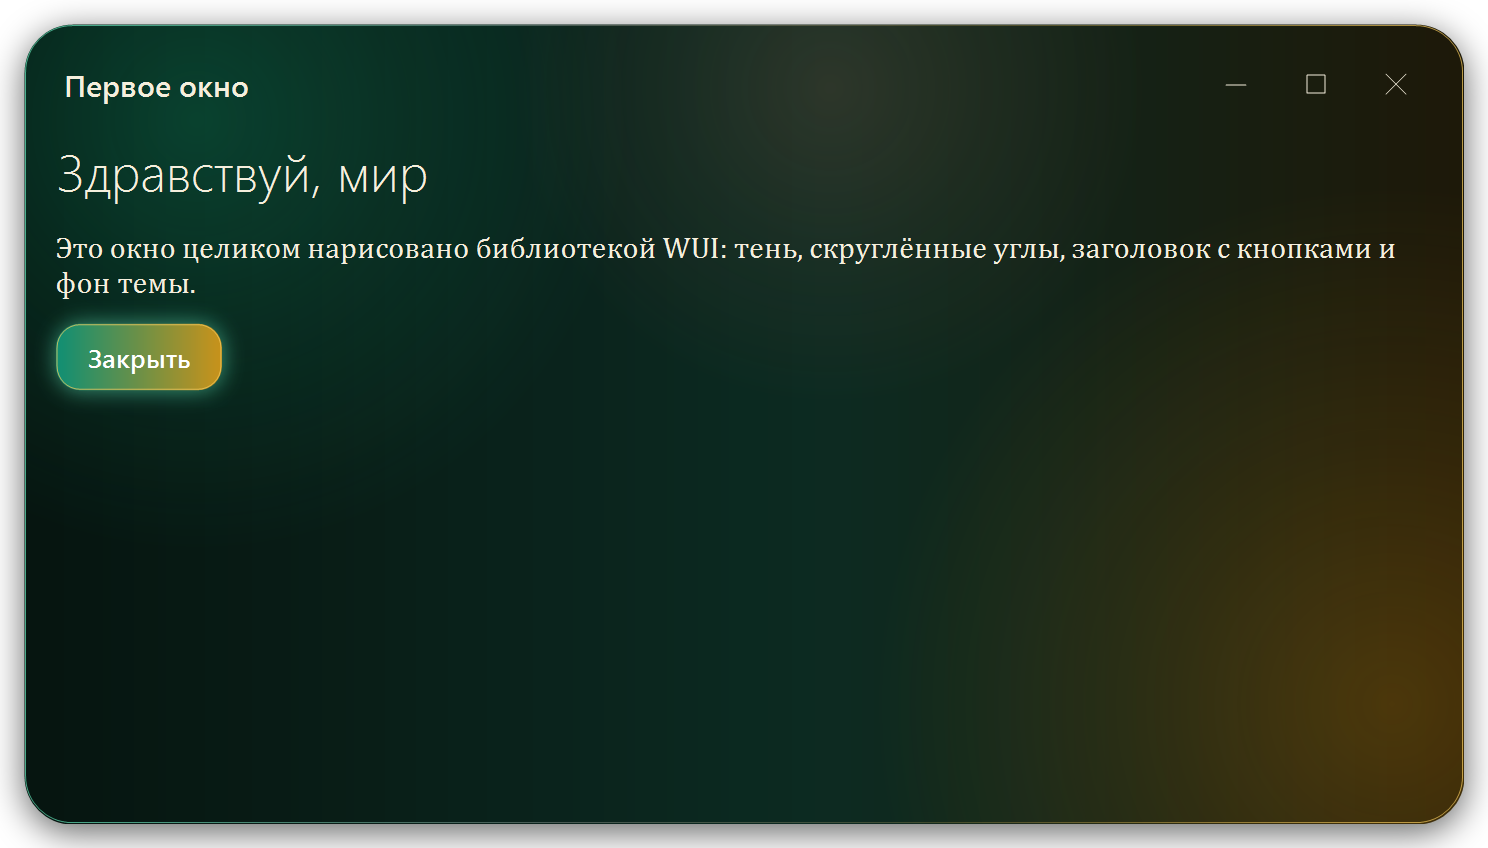 Первое окно
Здравствуй, мир
Это окно целиком нарисовано библиотекой WUI: тень, скруглённые углы, заголовок с кнопками и
фон темы.
Закрыть